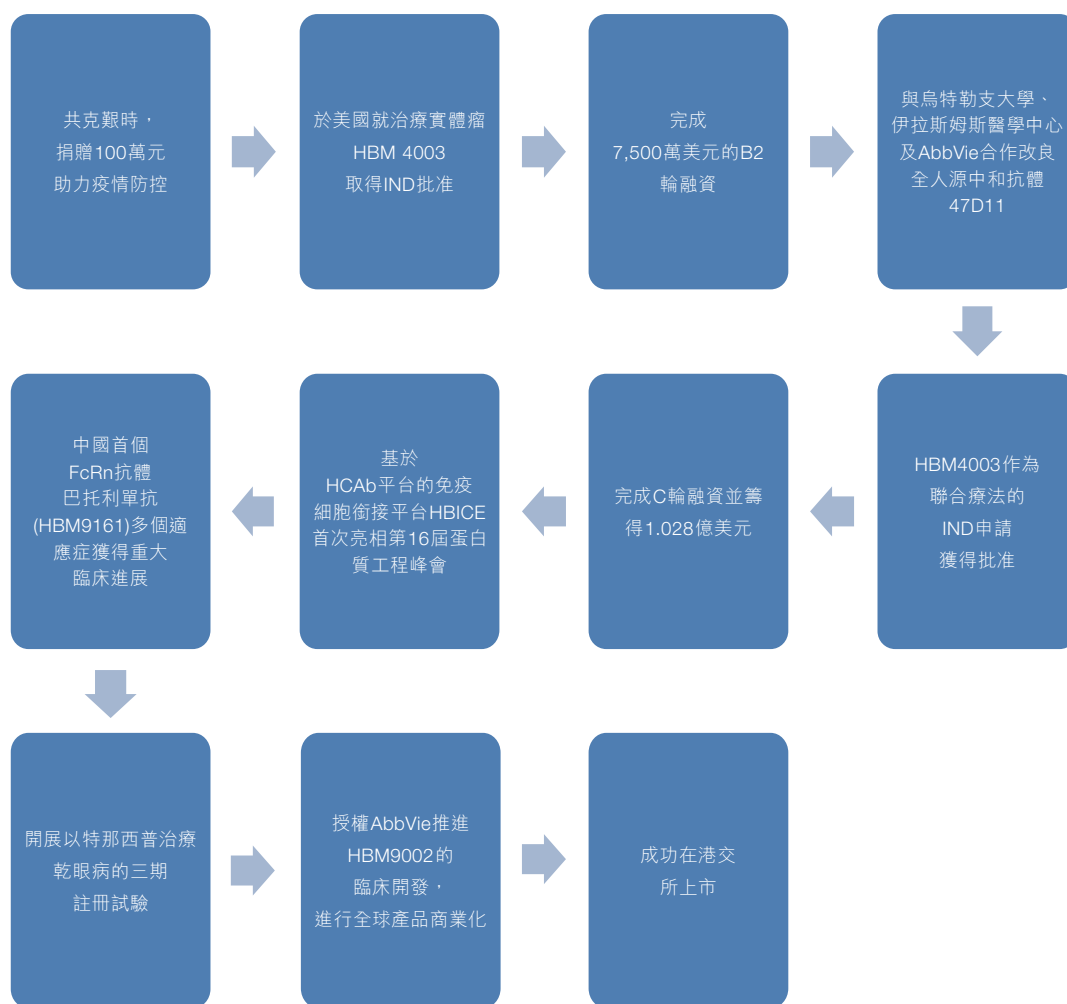 共克艱時，
捐贈100萬元
助力疫情防控
於美國就治療實體瘤
HBM 4003
取得IND批准
完成
7,500萬美元的B2
輪融資
與烏特勒支大學、
伊拉斯姆斯醫學中心
及AbbVie合作改良
全人源中和抗體
47D11
HBM4003作為
聯合療法的
IND申請
獲得批准
完成C輪融資並籌
得1.028億美元
基於
HCAb平台的免疫
細胞銜接平台HBICE
首次亮相第16屆蛋白
質工程峰會
中國首個
FcRn抗體
巴托利單抗
(HBM9161)多個適
應症獲得重大
臨床進展
開展以特那西普治療
乾眼病的三期
註冊試驗
授權AbbVie推進
HBM9002的
臨床開發，
進行全球產品商業化
成功在港交
所上市